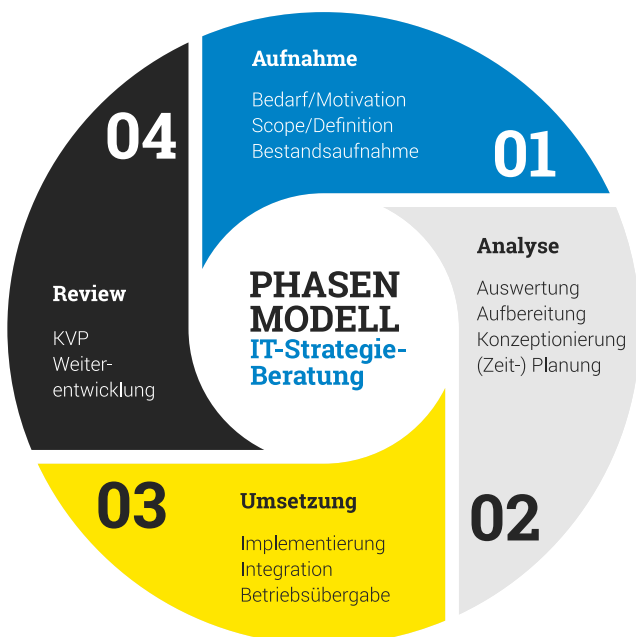 Aufnahme
Bedarf/Motivation
Scope/Definition
Bestandsaufnahme
01
Analyse
Auswertung
Aufbereitung
Konzeptionierung
(Zeit-) Planung
02
03
Umsetzung
Implementierung
Integration
Betriebsübergabe
04
Review
KVP
Weiter-
entwicklung
PHASEN
MODELL
IT-Strategie-
Beratung